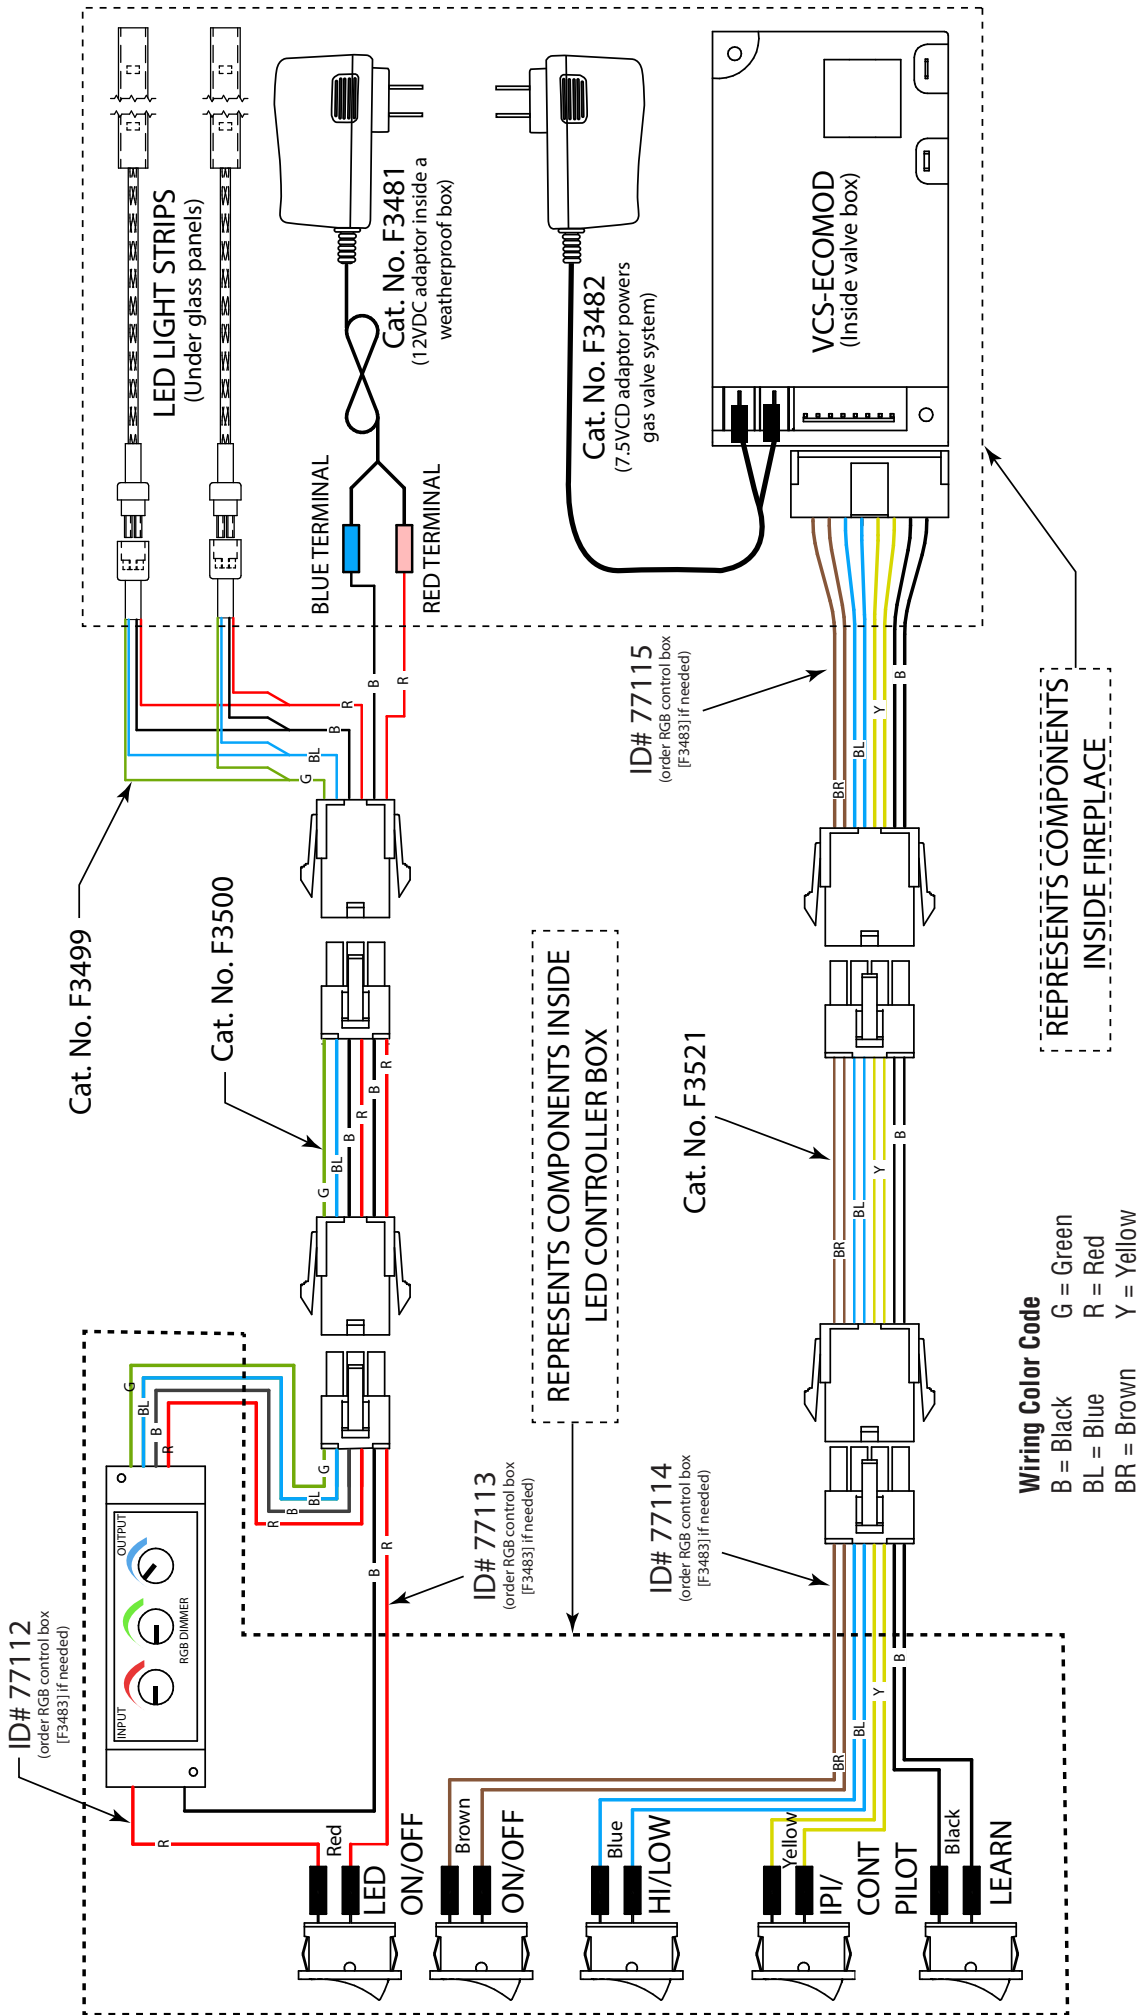 LED LIGHT STRIPS
(Under glass panels)
Cat. No. F3481
(12VDC adaptor inside a
weatherproof box)
Cat. No. F3482
(7.5VCD adaptor powers
gas valve system)
VCS-ECOMOD
(Inside valve box)
BLUE TERMINAL
RED TERMINAL
B
R
R
B
BL
G
Cat. No. F3499
Cat. No. F3500
G
BL
B
R
B
R
ID# 77115
(order RGB control box
[F3483] if needed)
BR
BL
Y
B
REPRESENTS COMPONENTS
INSIDE FIREPLACE
REPRESENTS COMPONENTS INSIDE
LED CONTROLLER BOX
Cat. No. F3521
BR
BL
Y
B
G
BL
B
R
G
BL
B
R
B
R
ID# 77112
(order RGB control box
[F3483] if needed)
INPUT
OUTPUT
RGB DIMMER
ID# 77113
(order RGB control box
[F3483] if needed)
ID# 77114
(order RGB control box
[F3483] if needed)
BR
BL
Y
B
R
Red
LED
ON/OFF
Brown
ON/OFF
Blue
HI/LOW
Yellow
IPI/
CONT
PILOT
Black
LEARN
Wiring Color Code
B = Black G = Green
BL = Blue R = Red
BR = Brown Y = Yellow